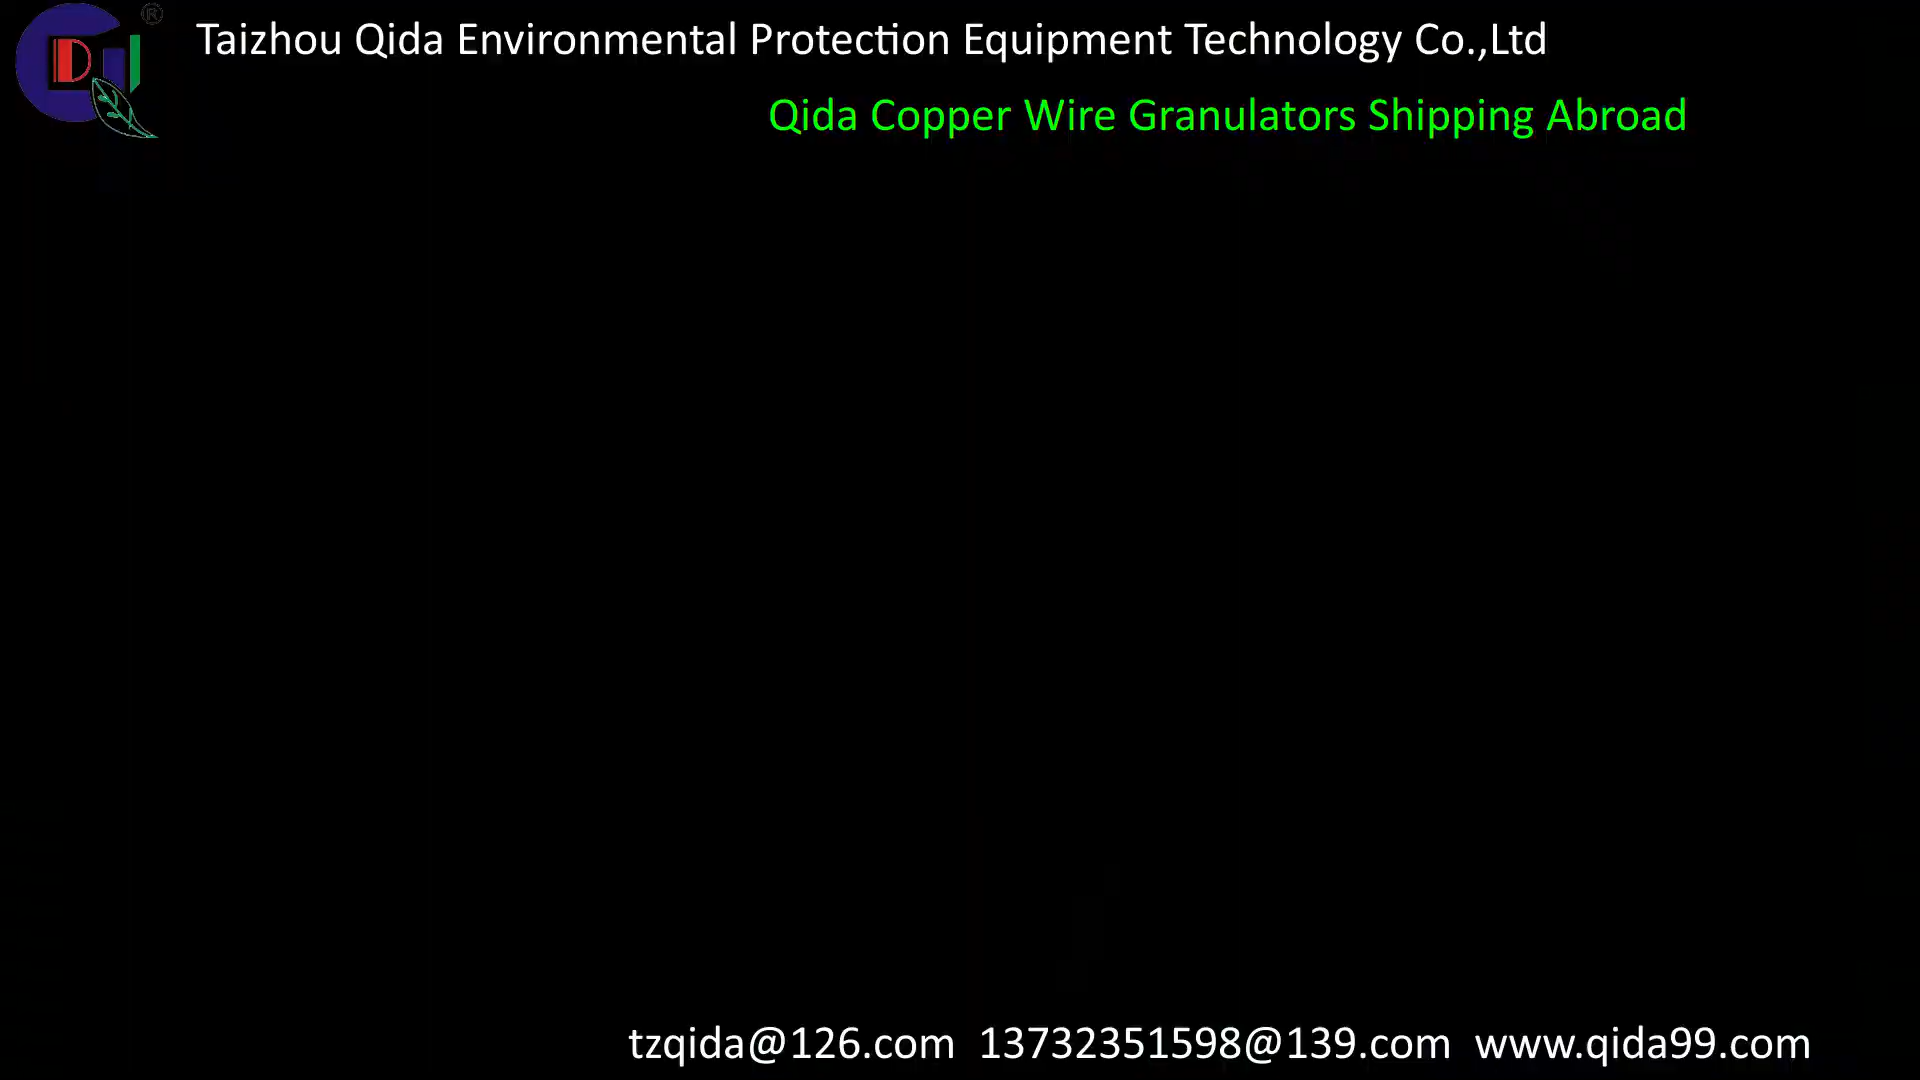 Taizhou Qida Environmental Protection Equipment Technology Co.,Ltd
Qida Copper Wire Granulators Shipping Abroad
tzqida@126.com 13732351598@139.com www.qida99.com